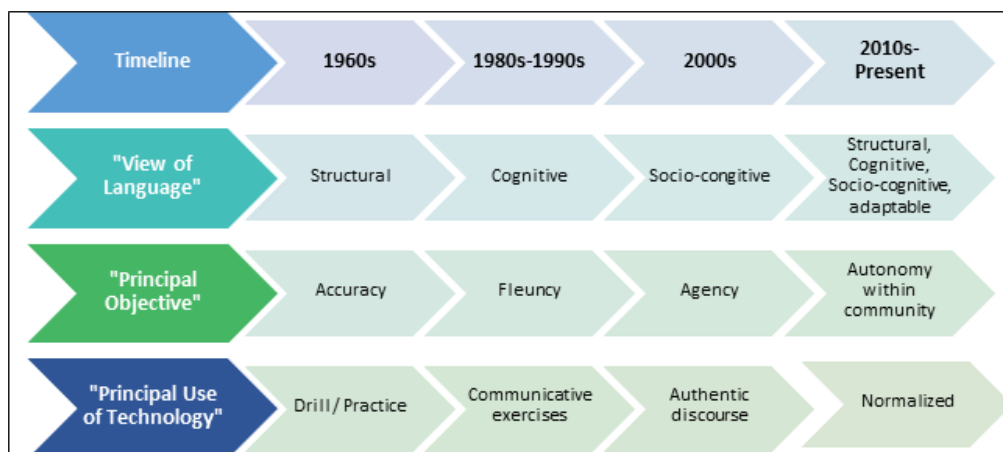 Timeline
1960s
1980s-1990s
2000s
2010s-
Present
"View of
Language"
Structural
Cognitive
Socio-congitive
Structural,
Cognitive,
Socio-cognitive,
adaptable
"Principal
Objective"
Accuracy
Fleuncy
Agency
Autonomy
within
community
"Principal Use
of Technology"
Drill/ Practice
Communicative
exercises
Authentic
discourse
Normalized